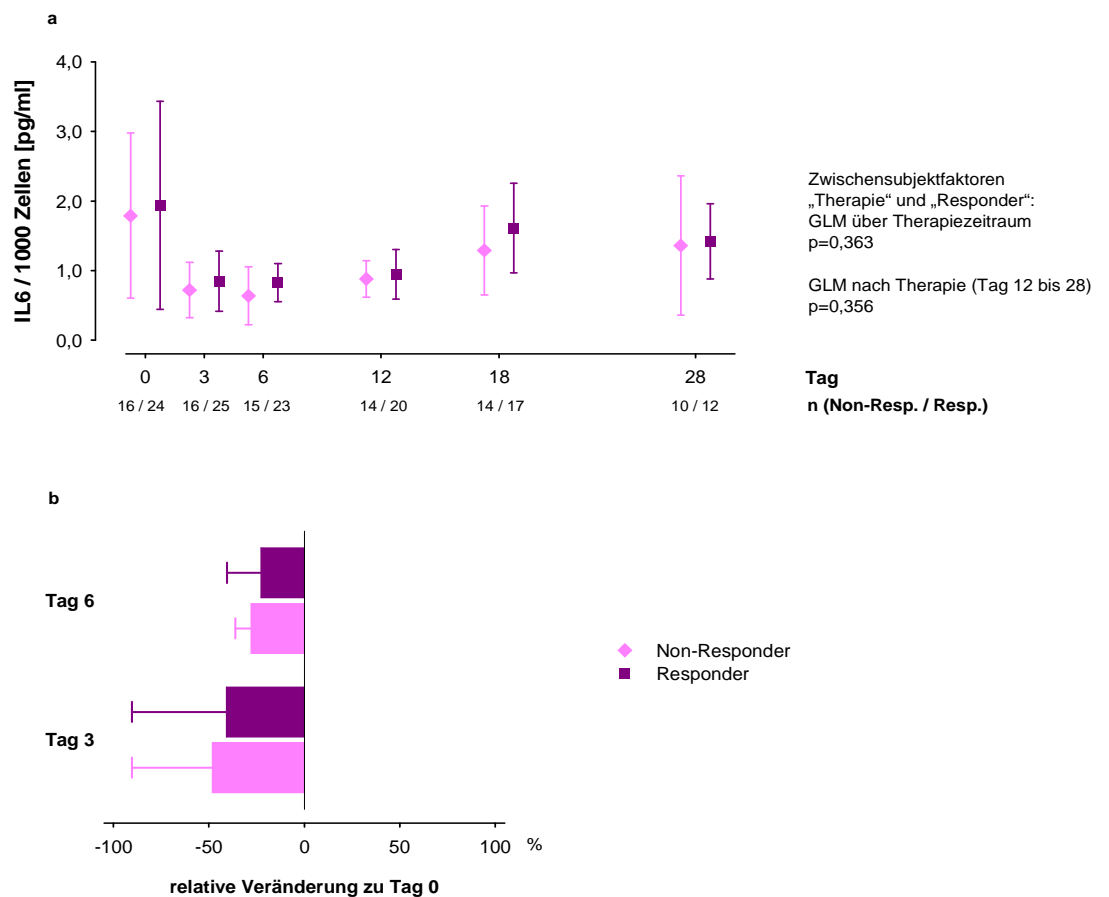 a
4,0
3,0
2,0
1,0
0,0
IL6 / 1000 Zellen [pg/ml]
Zwischensubjektfaktoren
„Therapie“ und „Responder“:
GLM über Therapiezeitraum
p=0,363
GLM nach Therapie (Tag 12 bis 28)
p=0,356
0 3 6 12 18 28 Tag
16 / 24 16 / 25 15 / 23 14 / 20 14 / 17 10 / 12 n (Non-Resp. / Resp.)
b
Tag 6
Tag 3
Non-Responder
Responder
-100 -50 0 50 100 %
relative Veränderung zu Tag 0